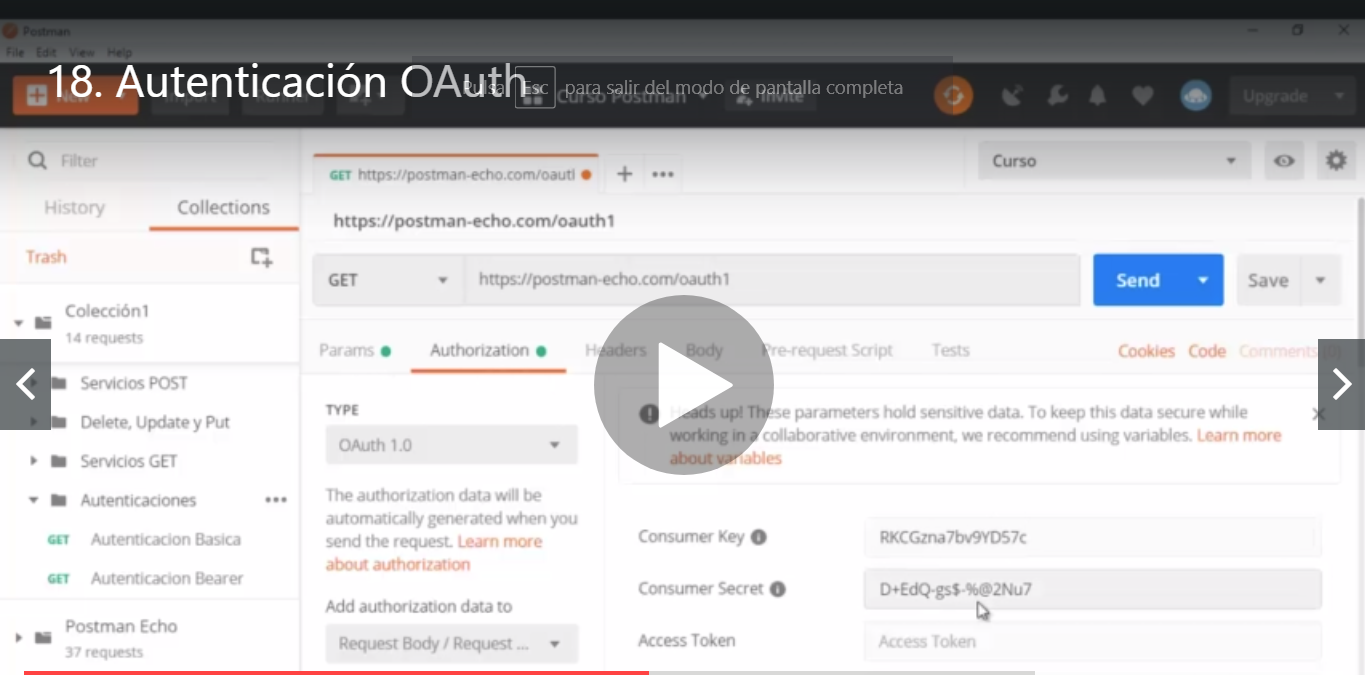 Postman
File Edit View Help
18. Autenticación OAuth
Pulsa Esc para salir del modo de pantalla completa
New Import Runner Curso Postman Invite Upgrade
Filter
History Collections
Trash
Colección1
14 requests
Servicios POST
Delete, Update y Put
Servicios GET
Autenticaciones
GET Autenticacion Basica
GET Autenticacion Bearer
Postman Echo
37 requests
GET https://postman-echo.com/oauth
Curso
https://postman-echo.com/oauth1
GET https://postman-echo.com/oauth1 Send Save
Params Authorization Headers Body Pre-request Script Tests Cookies Code Comments (0)
TYPE
OAuth 1.0
The authorization data will be
automatically generated when you
send the request. Learn more
about authorization
Add authorization data to
Request Body / Request ...
Heads up! These parameters hold sensitive data. To keep this data secure while
working in a collaborative environment, we recommend using variables. Learn more
about variables
Consumer Key RKCGzna7bv9YD57c
Consumer Secret D+EdQ-gs$-%@2Nu7
Access Token Access Token